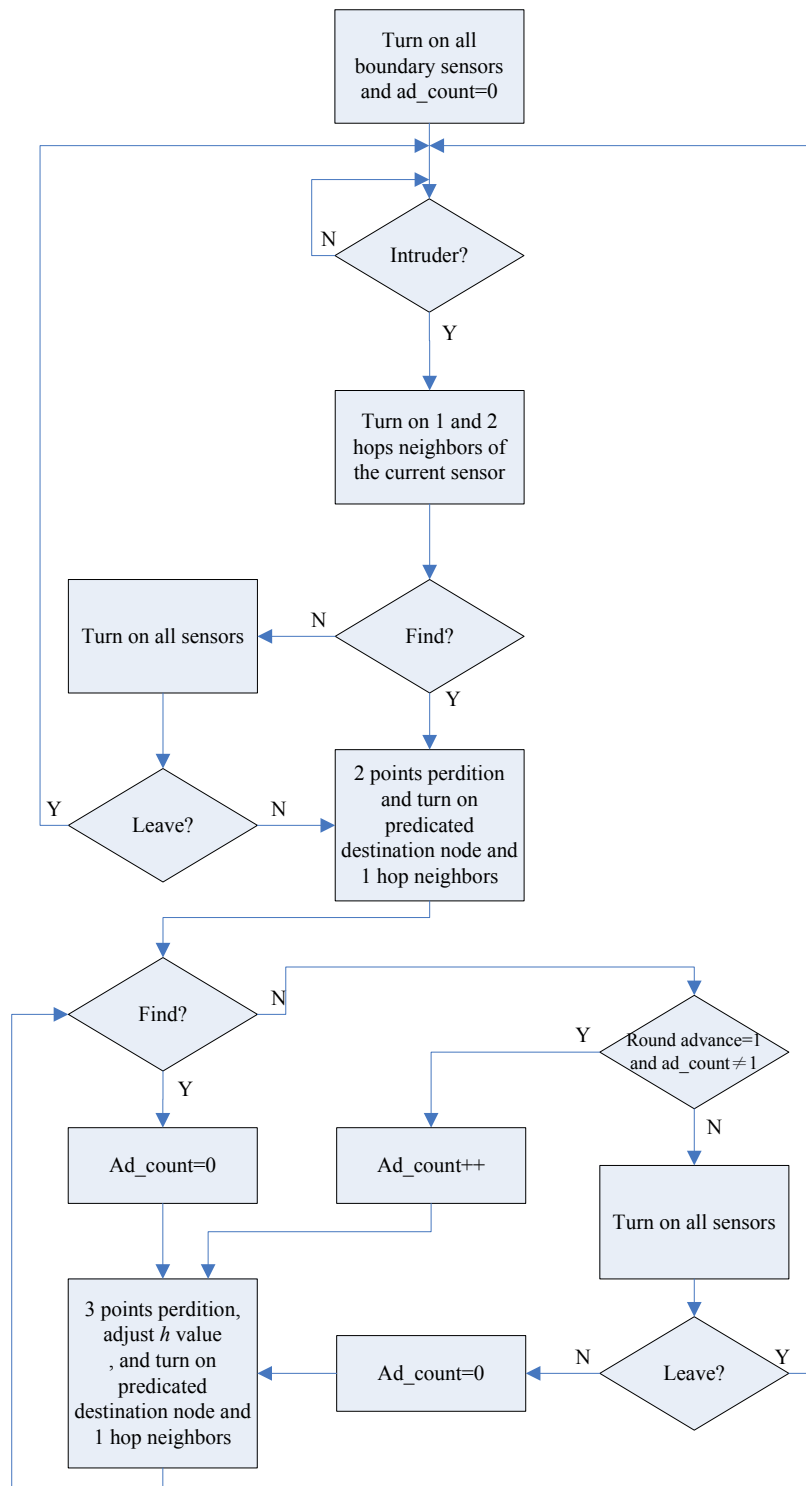 Turn on all
boundary sensors
and ad_count=0
N
Intruder?
Y
Turn on 1 and 2
hops neighbors of
the current sensor
Turn on all sensors
N
Find?
Y
2 points perdition
and turn on
predicated
destination node and
1 hop neighbors
Y
Leave?
N
Find?
N
Y
Round advance=1
and ad_count≠1
Y
N
Ad_count=0
Ad_count++
Turn on all sensors
3 points perdition,
adjust h value
, and turn on
predicated
destination node and
1 hop neighbors
Ad_count=0
N
Leave?
Y